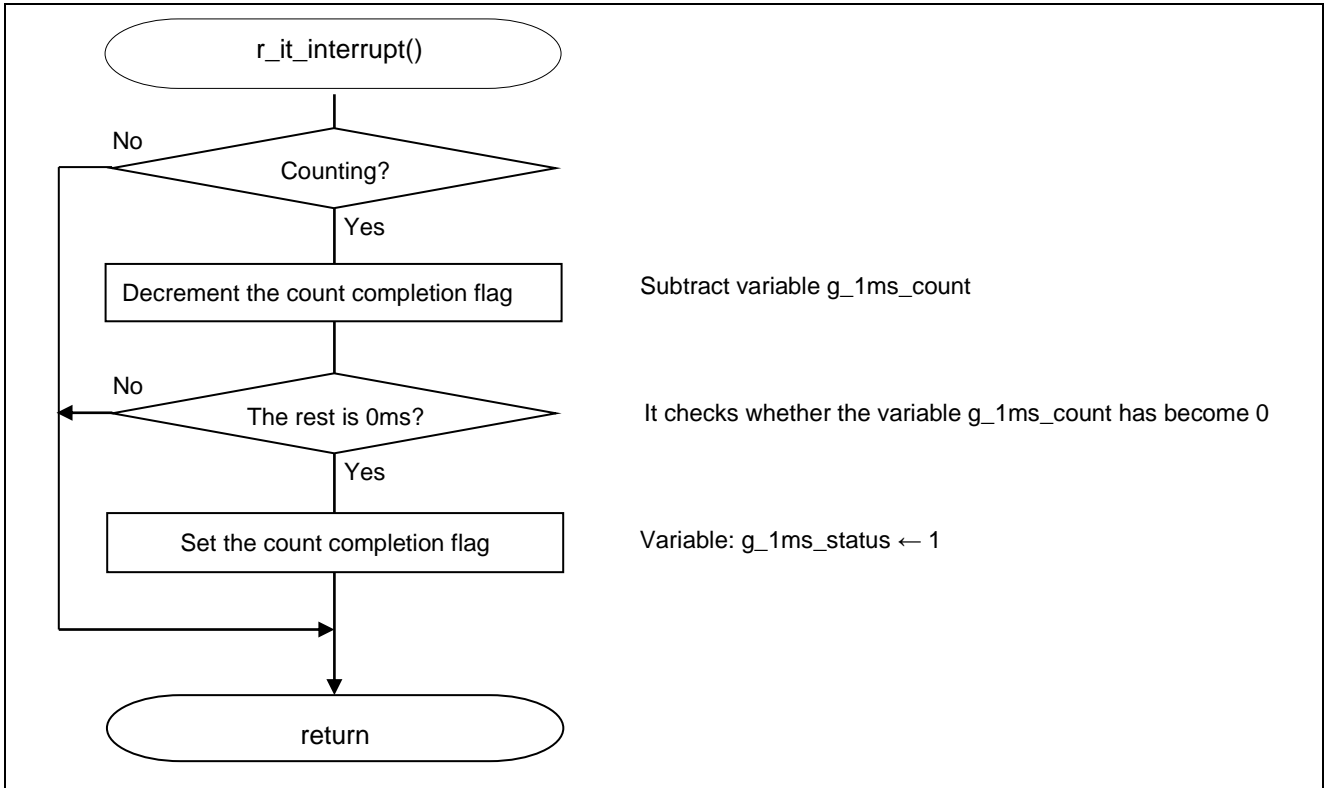 r_it_interrupt()
No
Counting?
Yes
Decrement the count completion flag
Subtract variable g_1ms_count
No
The rest is 0ms?
It checks whether the variable g_1ms_count has become 0
Yes
Set the count completion flag
Variable: g_1ms_status ← 1
return